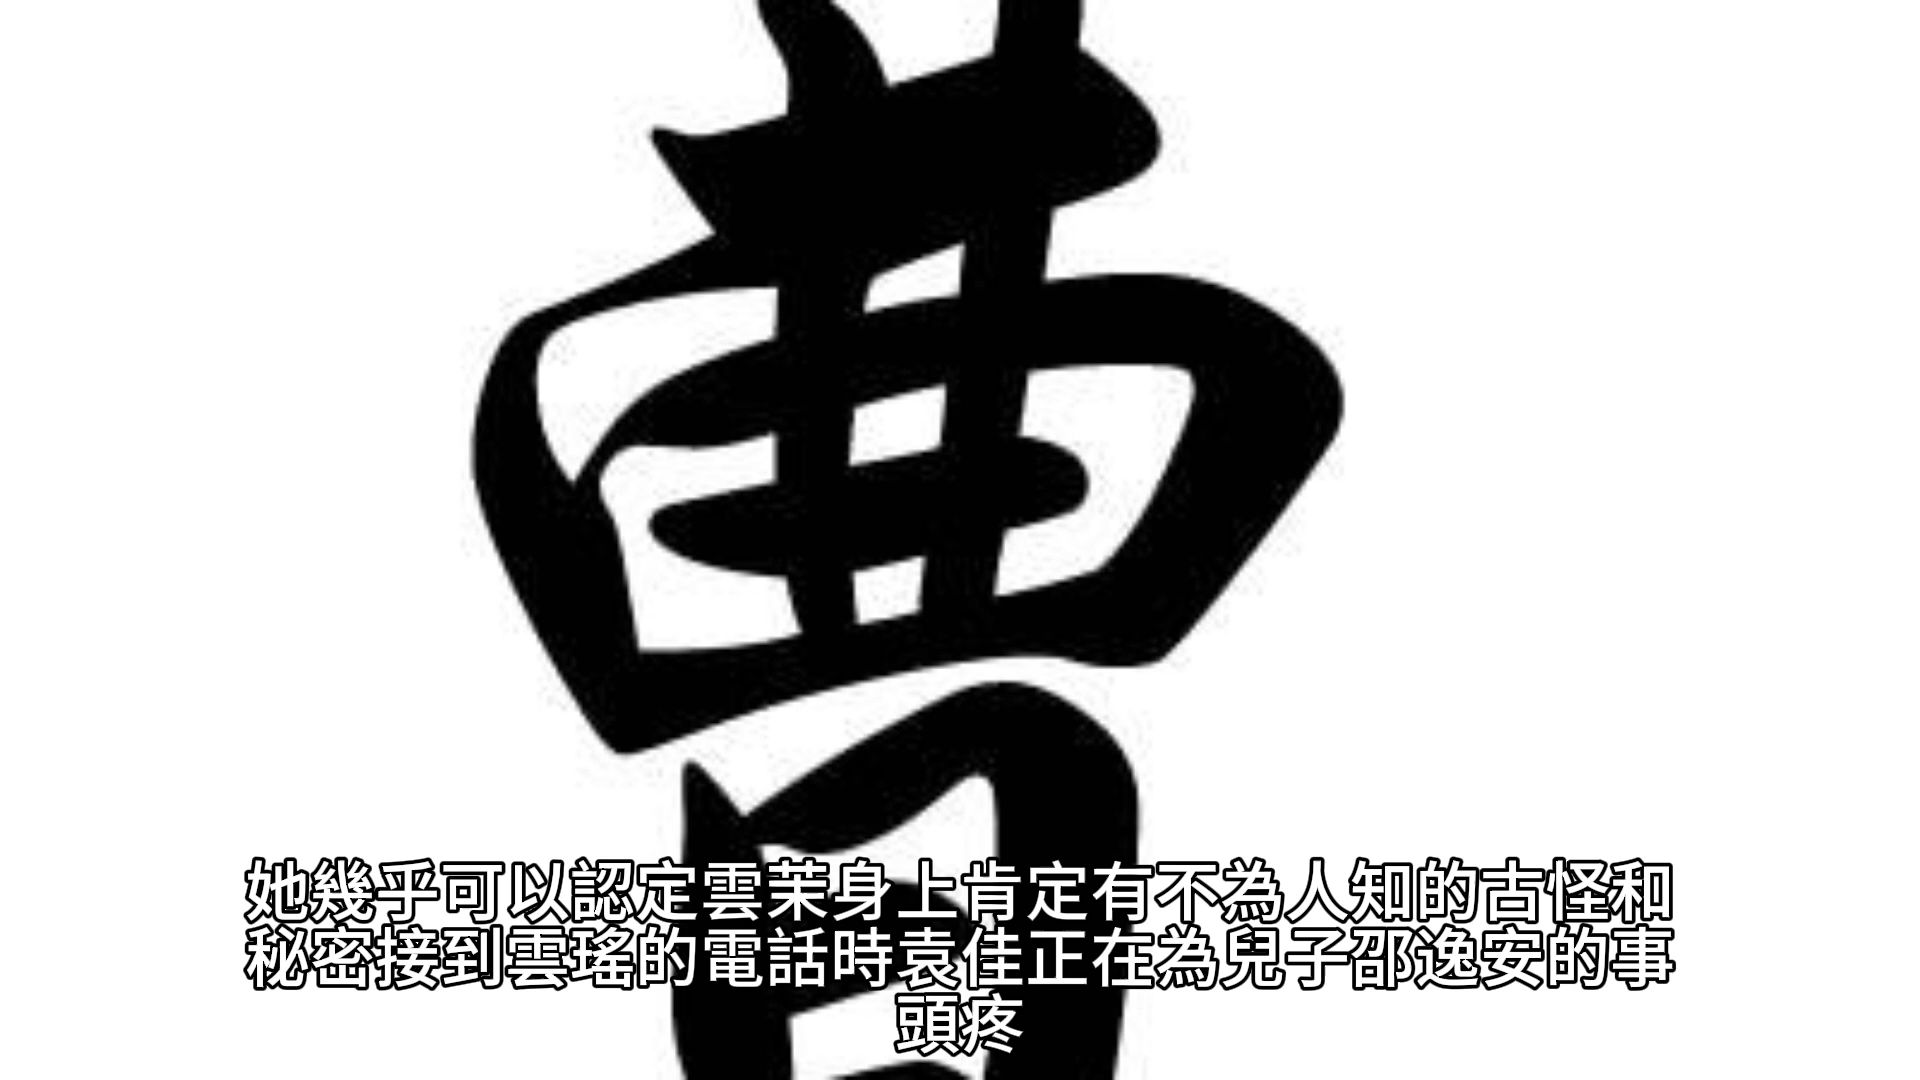 曹
她幾乎可以認定雲茉身上肯定有不為人知的古怪和
秘密接到雲瑤的電話時袁佳正在為兒子邵逸安的事
頭疼